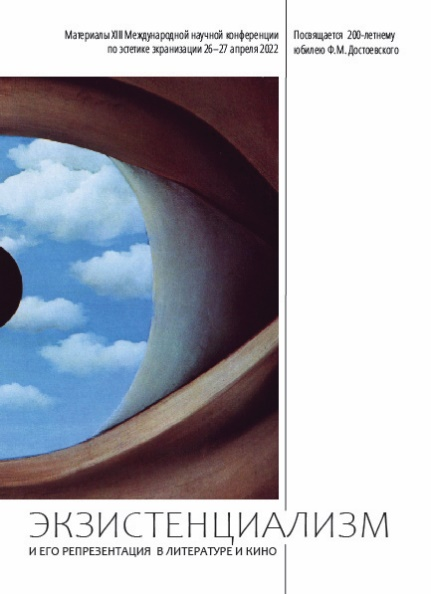 Материалы XIII Международной научной конференции
по эстетике экранизации 26–27 апреля 2022
Посвящается 200-летнему
юбилею Ф.М. Достоевского
ЭКЗИСТЕНЦИАЛИЗМ
И ЕГО РЕПРЕЗЕНТАЦИЯ В ЛИТЕРАТУРЕ И КИНО